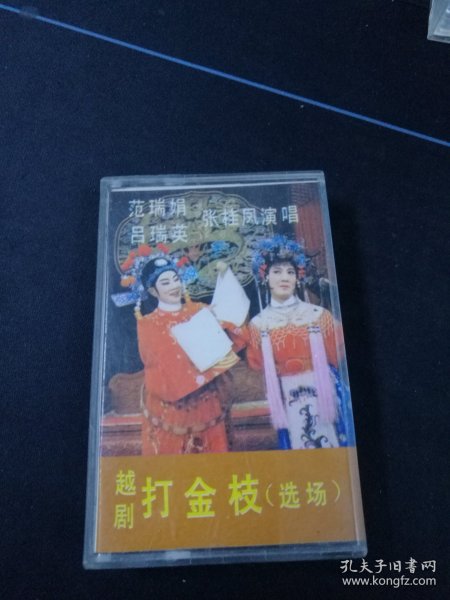 范瑞娟
吕瑞英
张桂凤演唱
越剧
打金枝(选场)
孔夫子旧书网
www.kongfz.com